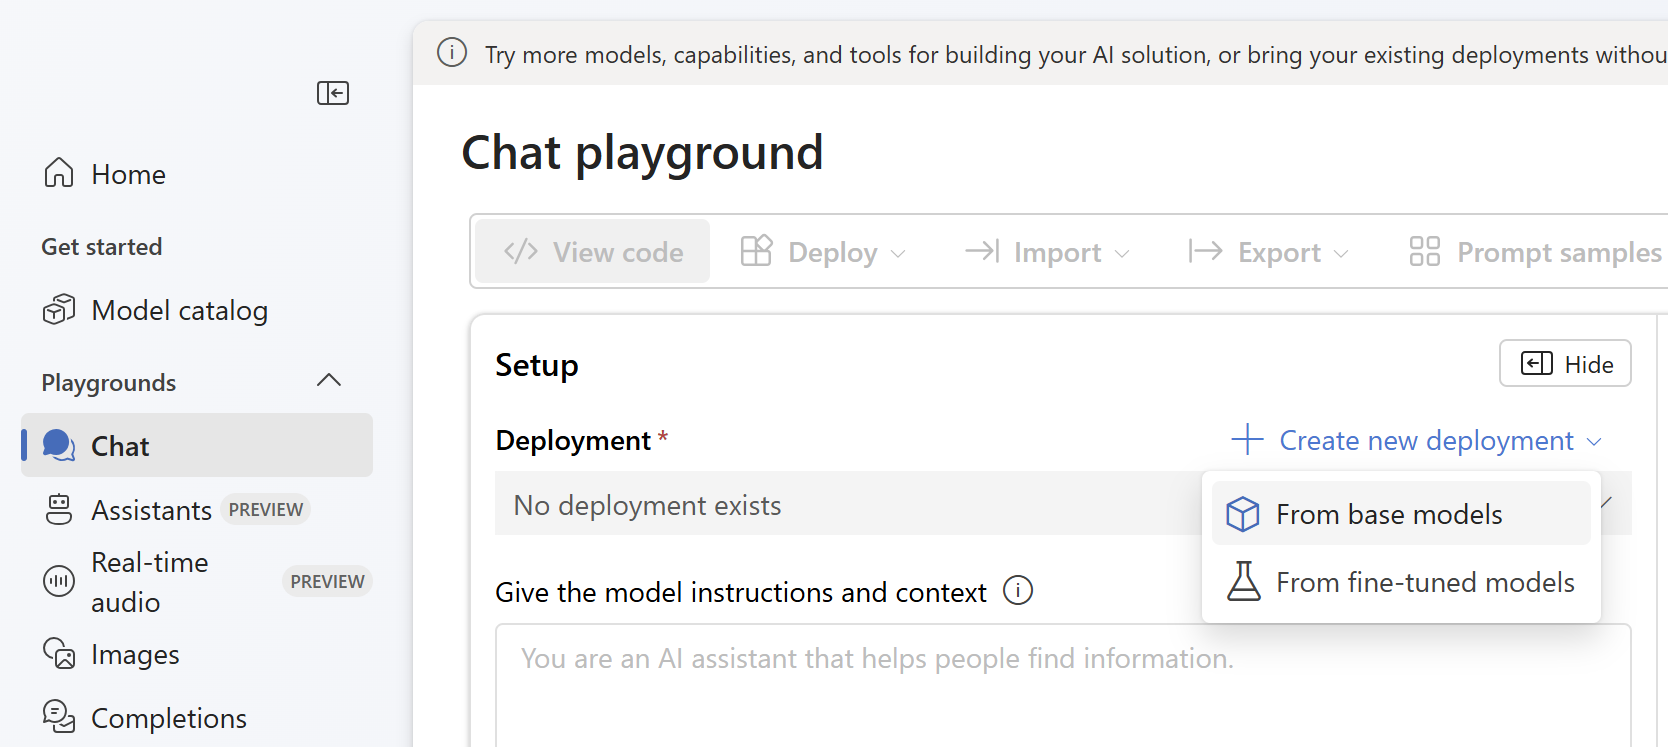 Try more models, capabilities, and tools for building your AI solution, or bring your existing deployments
Home
Get started
Model catalog
Playgrounds
Chat
Assistants PREVIEW
Real-time
audio PREVIEW
Images
Completions
Chat playground
View code Deploy Import Export Prompt samples
Setup Hide
Deployment * Create new deployment
No deployment exists
From base models
From fine-tuned models
Give the model instructions and context
You are an AI assistant that helps people find information.